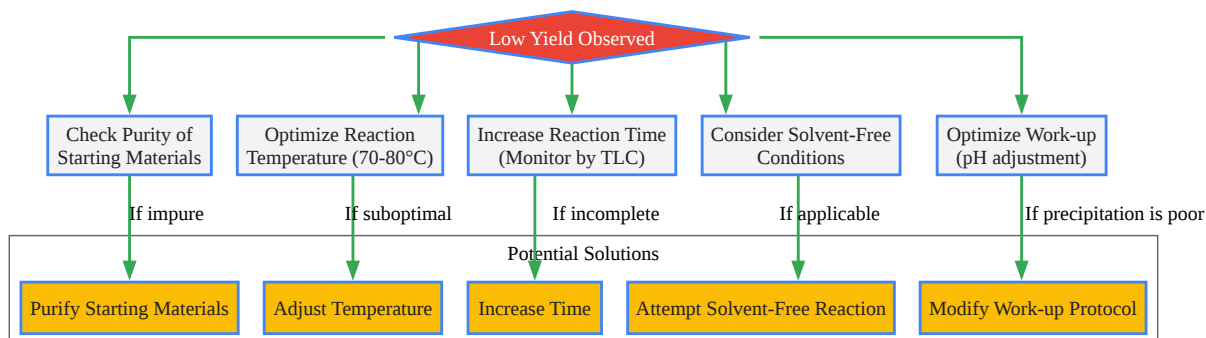 Low Yield Observed
Check Purity of
Starting Materials
Optimize Reaction
Temperature (70-80°C)
Increase Reaction Time
(Monitor by TLC)
Consider Solvent-Free
Conditions
Optimize Work-up
(pH adjustment)
If impure
If suboptimal
If incomplete
If applicable
If precipitation is poor
Potential Solutions
Purify Starting Materials
Adjust Temperature
Increase Time
Attempt Solvent-Free Reaction
Modify Work-up Protocol